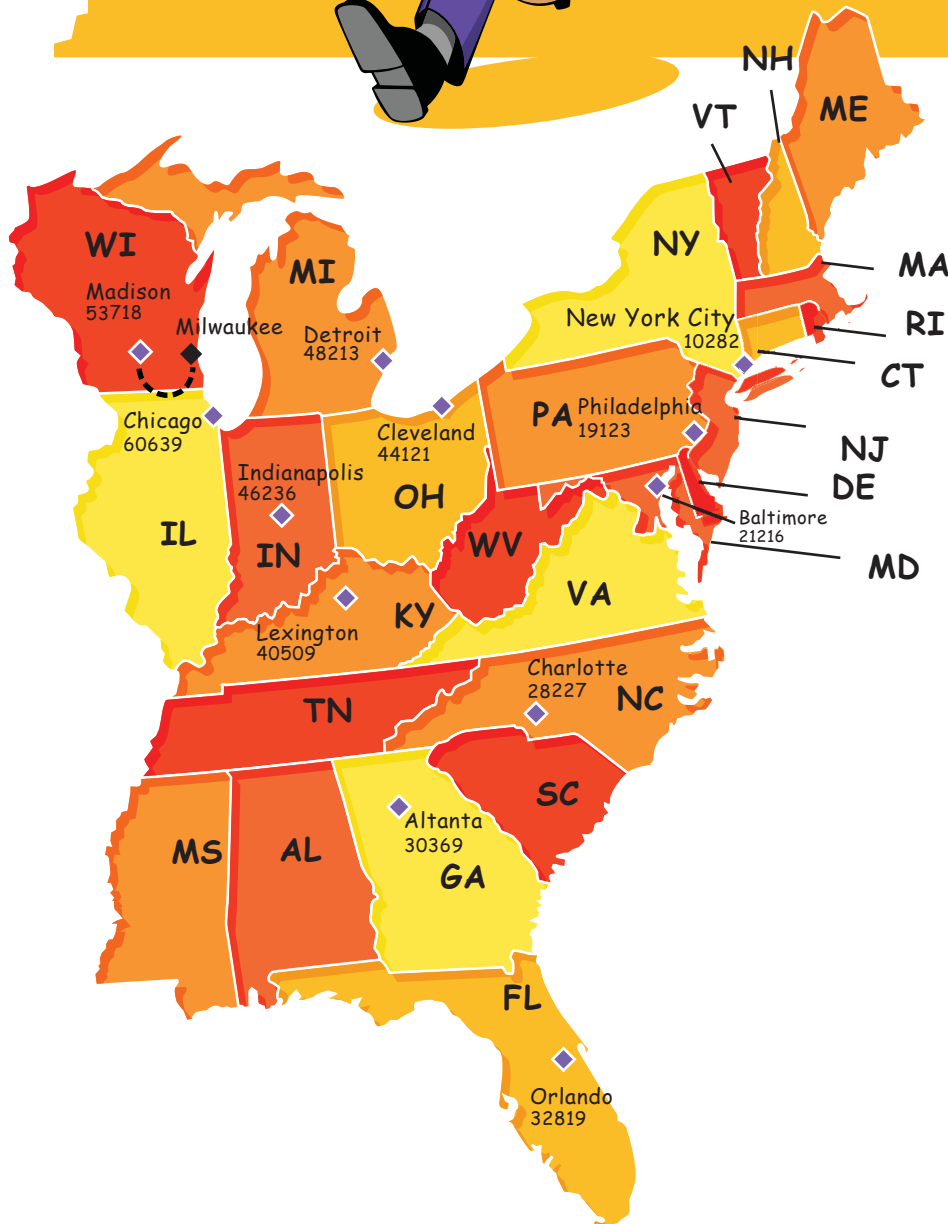 NH
ME
VT
WI
NY
MI
MA
Madison
53718
Milwaukee
New York City
10282
RI
Detroit
48213
CT
PA
Philadelphia
19123
Chicago
60639
Cleveland
44121
NJ
Indianapolis
46236
OH
DE
Baltimore
21216
IL
IN
WV
MD
VA
KY
Lexington
40509
Charlotte
28227
NC
TN
SC
Altanta
30369
MS
AL
GA
FL
Orlando
32819